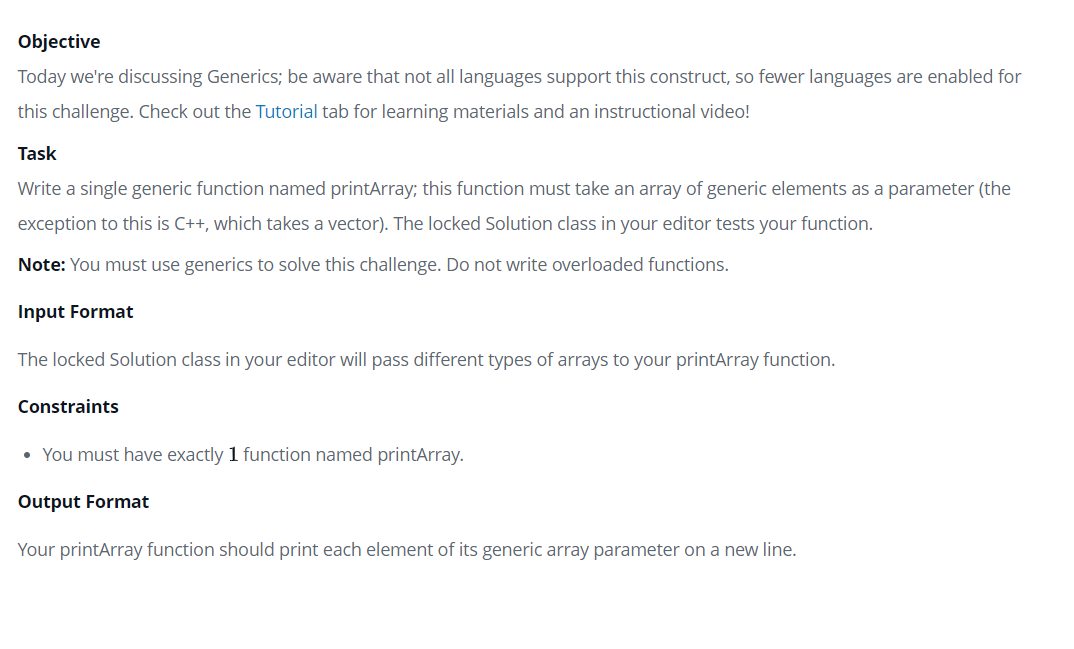 Objective
Today we're discussing Generics; be aware that not all languages support this construct, so fewer languages are enabled for
this challenge. Check out the Tutorial tab for learning materials and an instructional video!
Task
Write a single generic function named printArray; this function must take an array of generic elements as a parameter (the
exception to this is C++, which takes a vector). The locked Solution class in your editor tests your function.
Note: You must use generics to solve this challenge. Do not write overloaded functions.
Input Format
The locked Solution class in your editor will pass different types of arrays to your printArray function.
Constraints
• You must have exactly 1 function named printArray.
Output Format
Your printArray function should print each element of its generic array parameter on a new line.